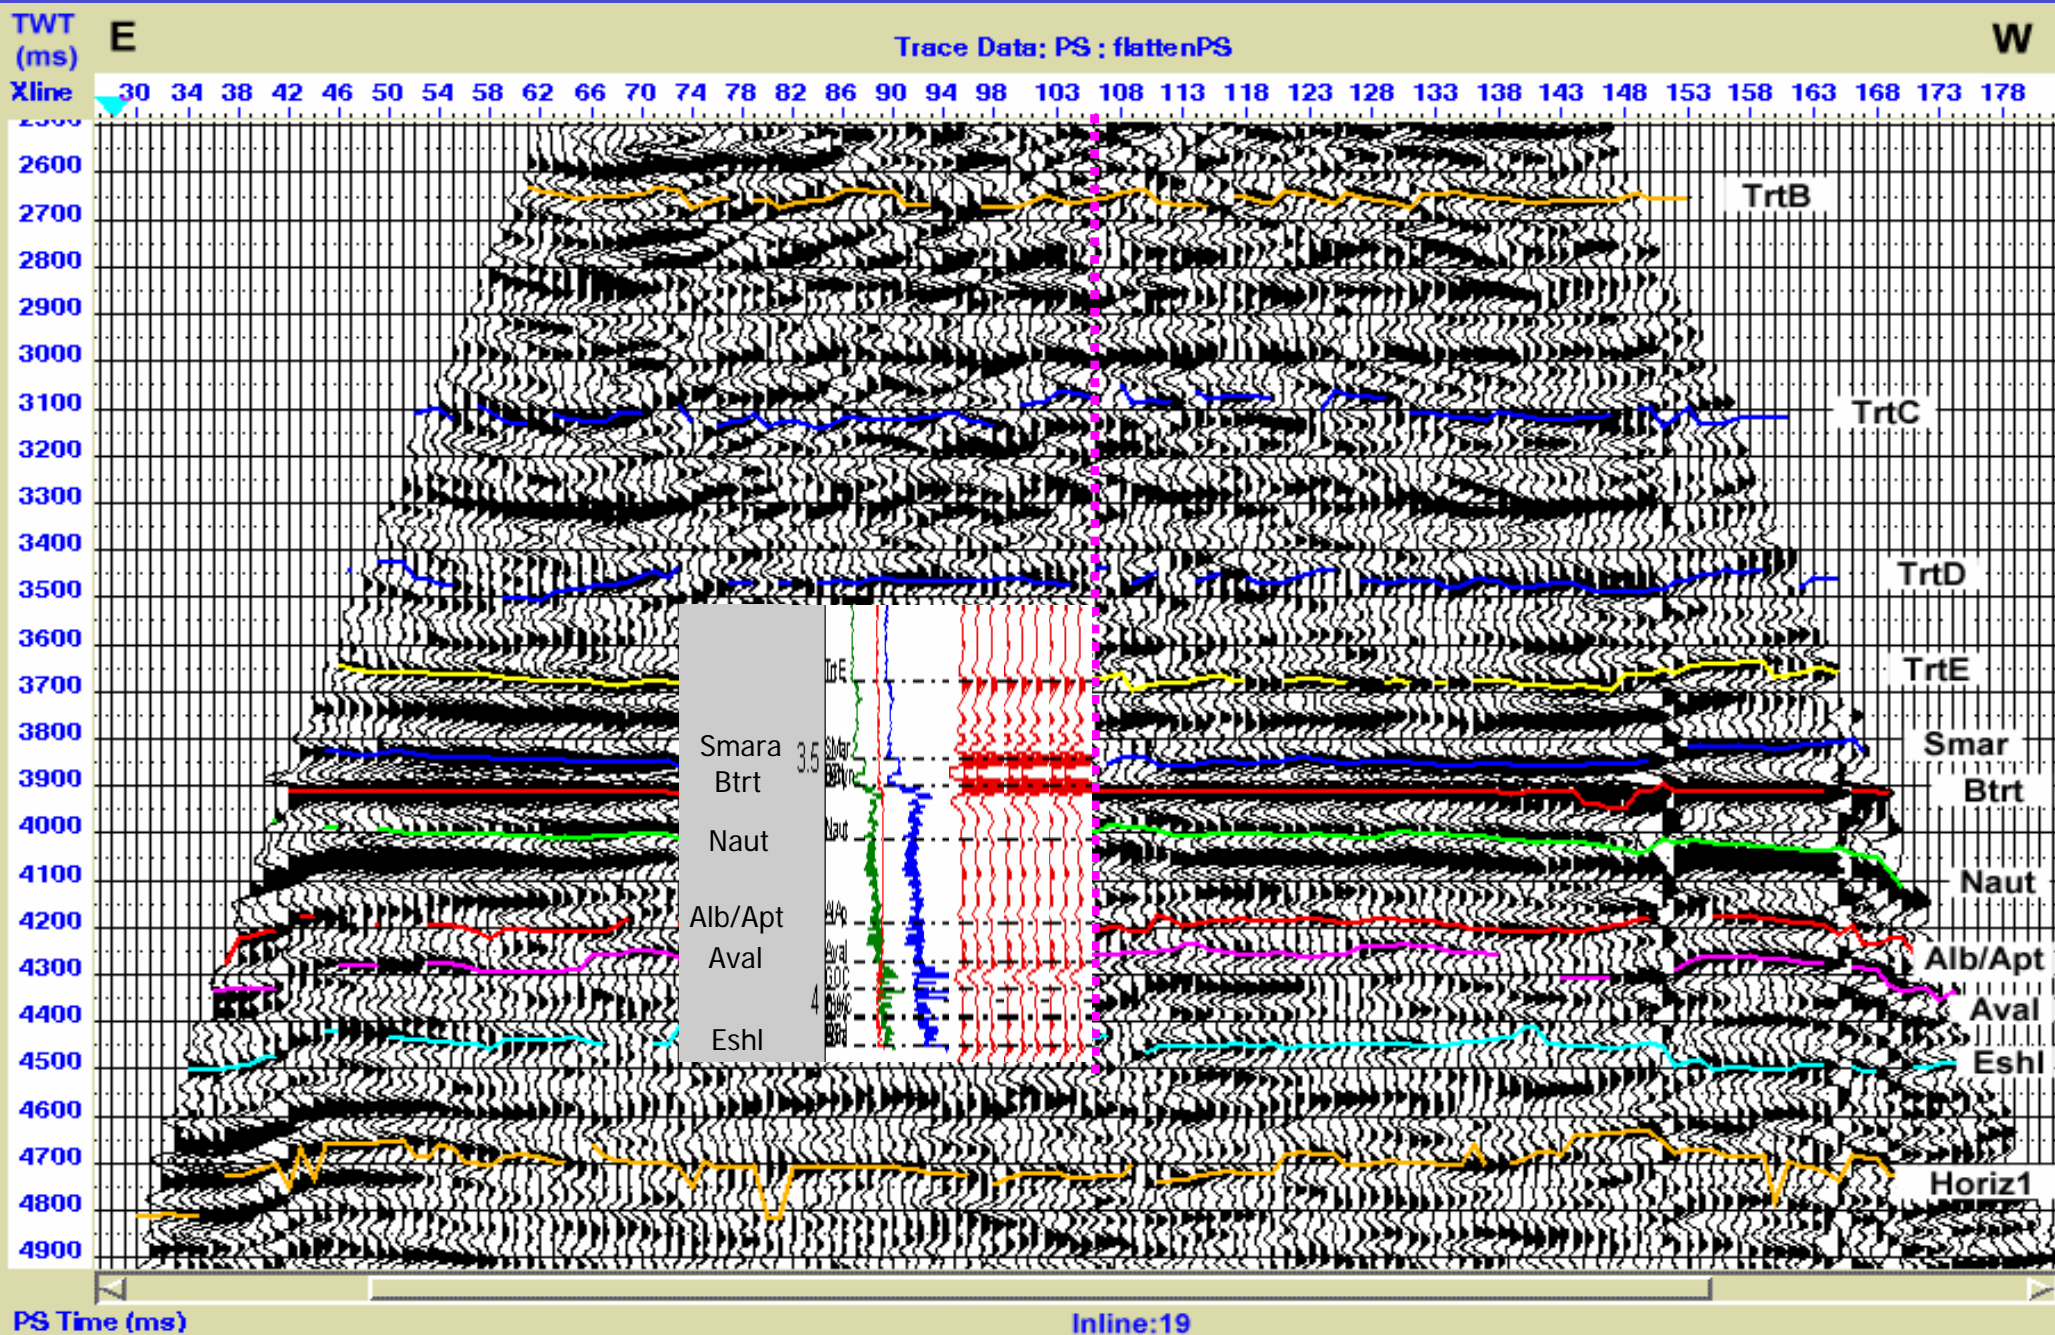 TWT
(ms)
E
Trace Data: PS : flattenPS
W
Xline
30 34 38 42 46 50 54 58 62 66 70 74 78 82 86 90 94 98 103 108 113 118 123 128 133 138 143 148 153 158 163 168 173 178
2600
TrtB
2700
2800
2900
3000
3100
TrtC
3200
3300
3400
3500
TrtD
3600
TrtE
TrtE
3700
Smara
3.5
Smar
3800
Btrt
Btrt
3900
4000
Naut
Naut
4100
Naut
Alb/Apt
4200
Aval
Aval
Alb/Apt
4300
4
Aval
4400
Eshl
Eshl
4500
4600
4700
Horiz1
4800
4900
PS Time (ms)
Inline:19